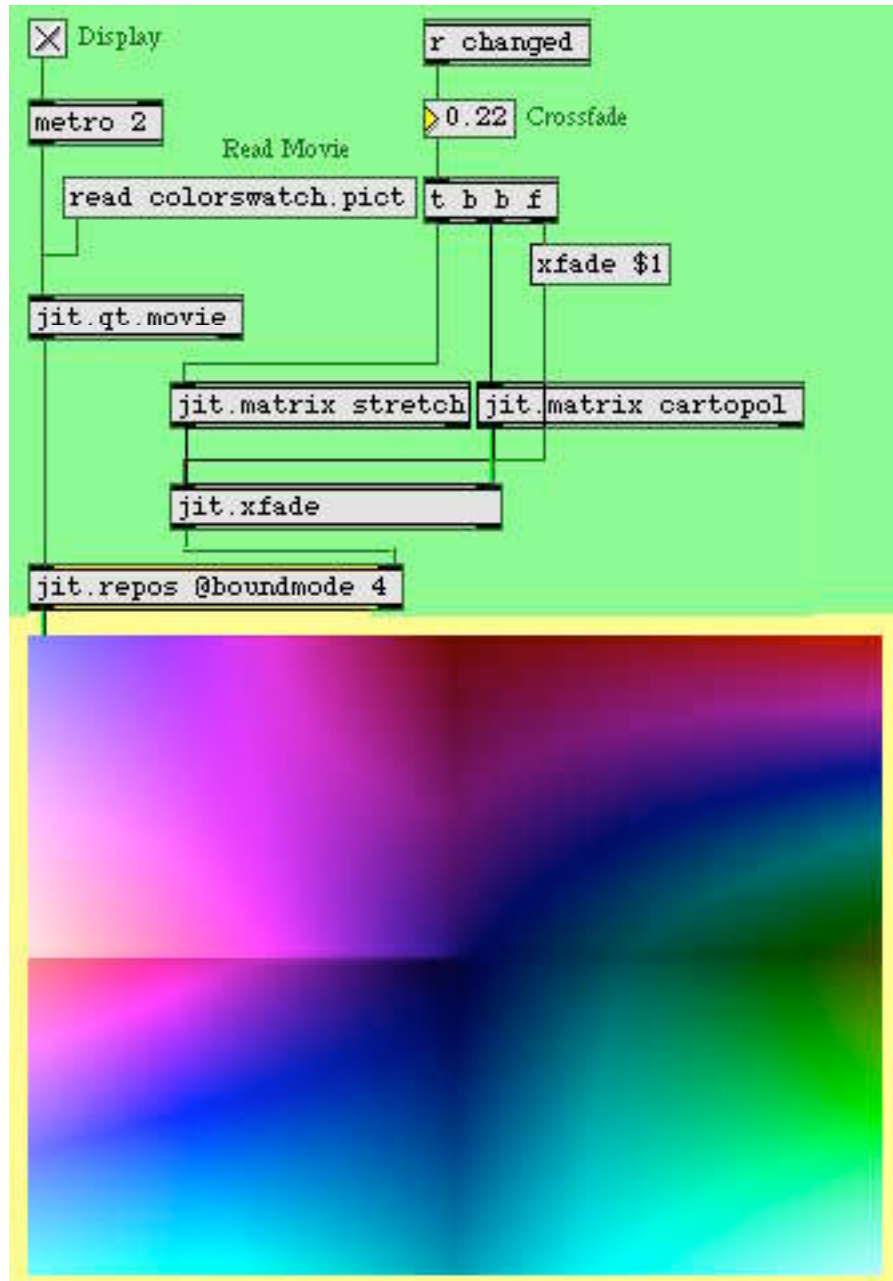 Display
r changed
metro 2
0.22
Crossfade
Read Movie
read colorswatch.pict
t b b f
xfade $1
jit.qt.movie
jit.matrix stretch
jit.matrix cartopol
jit.xfade
jit.repos @boundmode 4